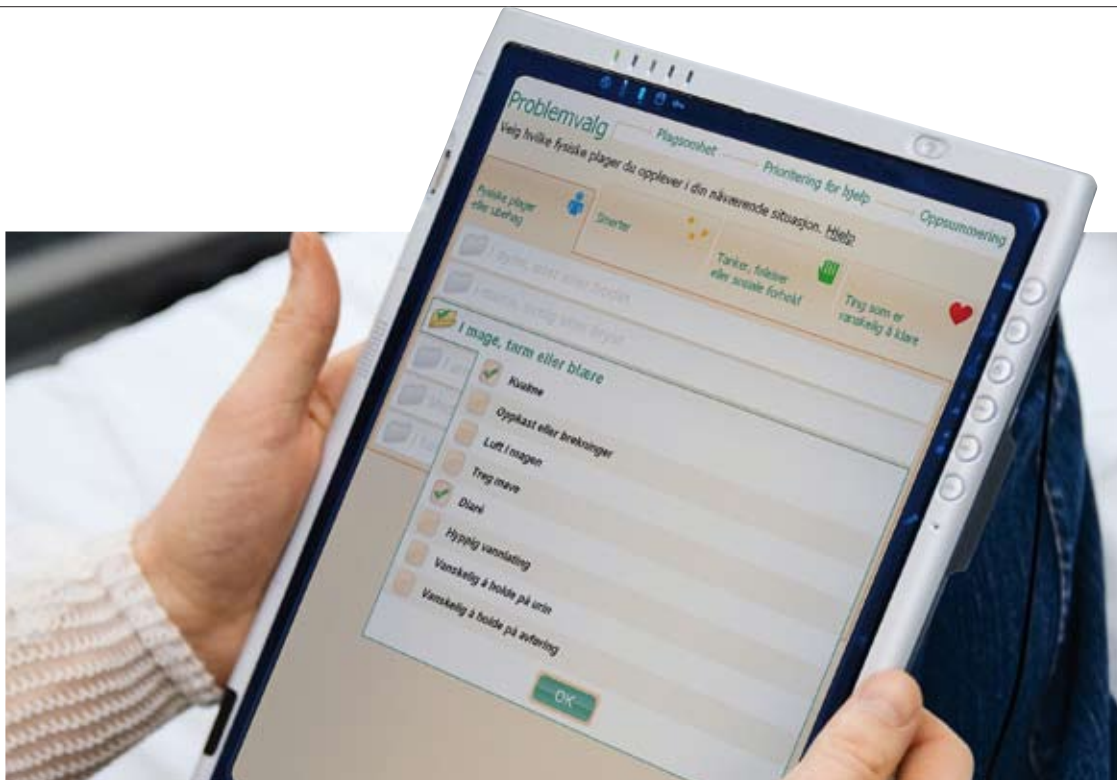 Problemvalg
Plagsomhet
Prioritering for hjelp
Oppsummering
Velg hvilke fysiske plager du opplever i din nåværende situasjon. Hjelp
Fysiske plager
eller ubehag
Smerter
Tanker, følelser
eller sosiale forhold
Ting som er
vanskelig å klare
I mage, tarm eller blære
Kvalme
Oppkast eller brekninger
Luft i magen
Treg mave
Diaré
Hyppig vannlating
Vanskelig å holde på urin
Vanskelig å holde på avføring
OK